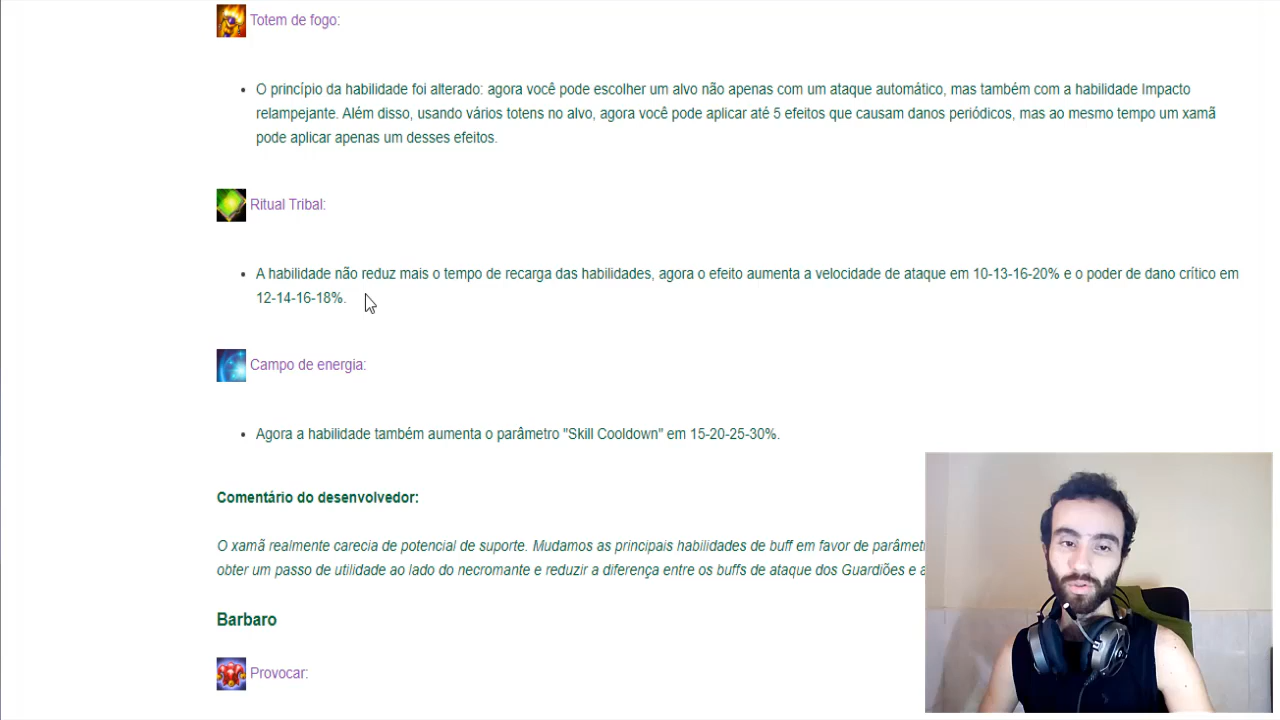 Totem de fogo:
O princípio da habilidade foi alterado: agora você pode escolher um alvo não apenas com um ataque automático, mas também com a habilidade Impacto
relampejante. Além disso, usando vários totens no alvo, agora você pode aplicar até 5 efeitos que causam danos periódicos, mas ao mesmo tempo um xamã
pode aplicar apenas um desses efeitos.
Ritual Tribal:
A habilidade não reduz mais o tempo de recarga das habilidades, agora o efeito aumenta a velocidade de ataque em 10-13-16-20% e o poder de dano crítico em
12-14-16-18%.
Campo de energia:
Agora a habilidade também aumenta o parâmetro "Skill Cooldown" em 15-20-25-30%.
Comentário do desenvolvedor:
O xamã realmente carecia de potencial de suporte. Mudamos as principais habilidades de buff em favor de
obter um passo de utilidade ao lado do necromante e reduzir a diferença entre os buffs de ataque dos Guardiões e
Barbaro
Provocar: